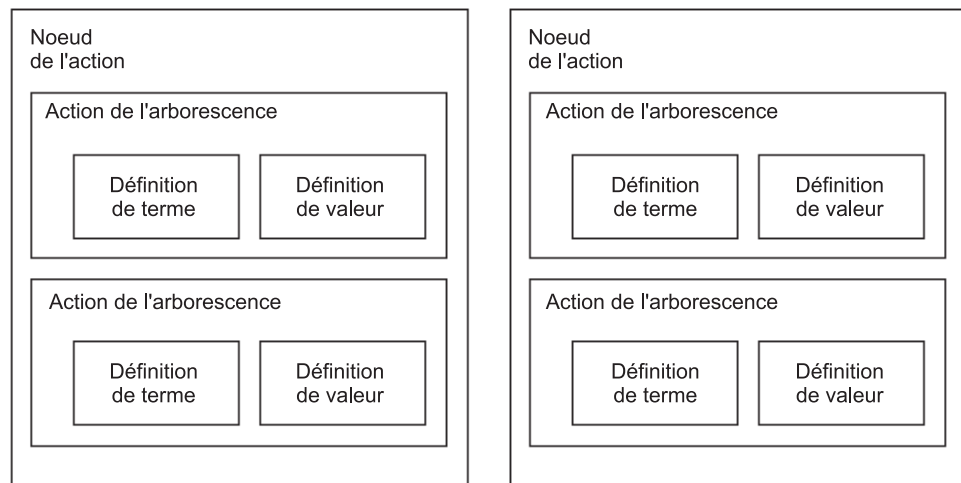 Noeud
de l'action
Action de l'arborescence
Définition
de terme
Définition
de valeur
Action de l'arborescence
Définition
de terme
Définition
de valeur
Noeud
de l'action
Action de l'arborescence
Définition
de terme
Définition
de valeur
Action de l'arborescence
Définition
de terme
Définition
de valeur